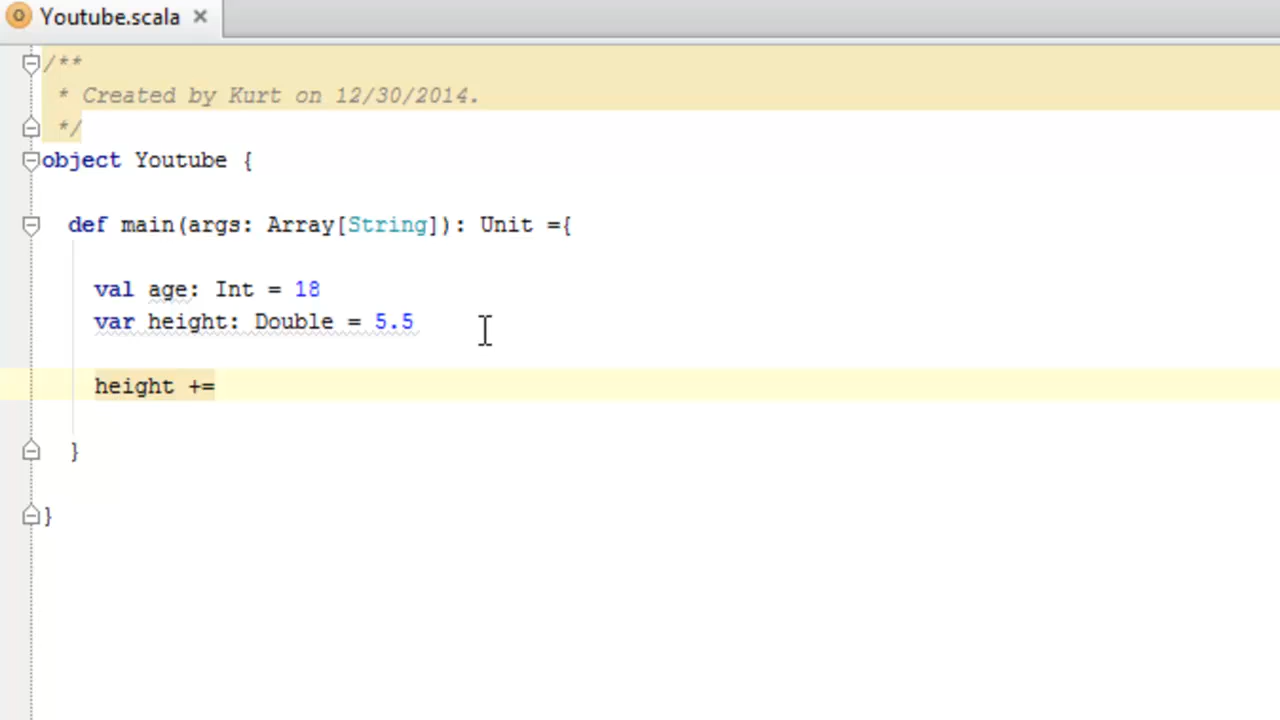 Youtube.scala
/**
 * Created by Kurt on 12/30/2014.
 */
object Youtube {
  def main(args: Array[String]): Unit ={
    val age: Int = 18
    var height: Double = 5.5
    height +=
  }
}